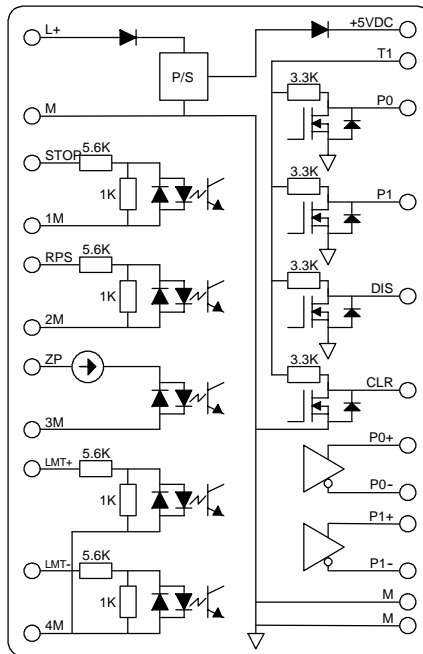 L+
P/S
M
STOP
5.6K
1K
1M
RPS
5.6K
1K
2M
ZP
3M
LMT+
5.6K
1K
LMT-
5.6K
1K
4M
+5VDC
T1
3.3K
P0
3.3K
P1
3.3K
DIS
3.3K
CLR
P0+
P0-
P1+
P1-
M
M